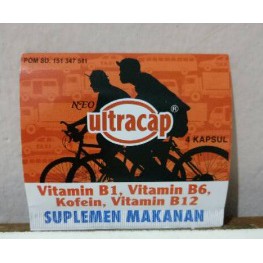 POM SD. 151 347 581
NEO
ultracap®
4 KAPSUL
Vitamin B1, Vitamin B6,
Kofein, Vitamin B12
SUPLEMEN MAKANAN